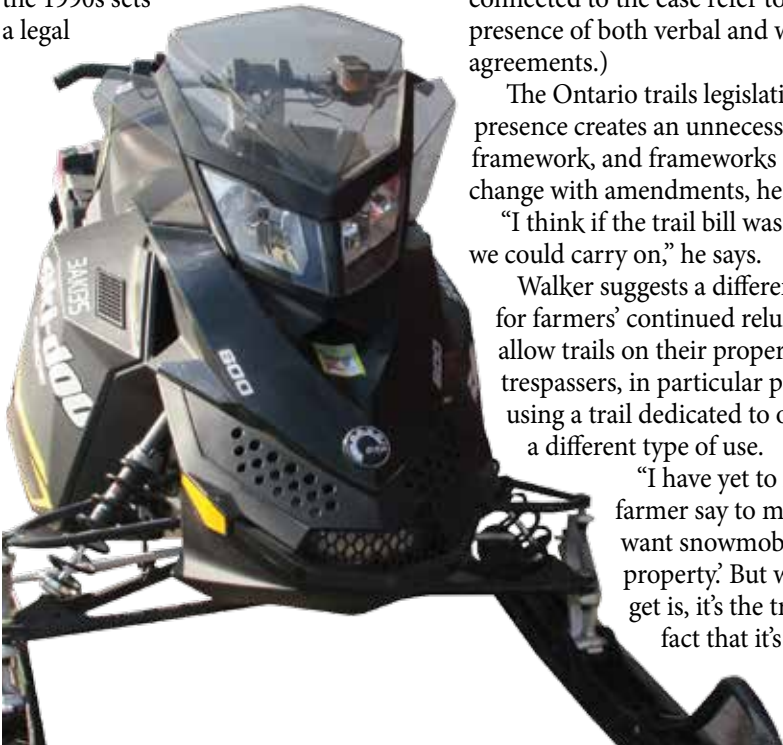 the 1990s sets
a legal
connected to the case refer to
presence of both verbal and w
agreements.)
The Ontario trails legislati
presence creates an unnecess
framework, and frameworks
change with amendments, he
“I think if the trail bill was
we could carry on,” he says.
Walker suggests a differe
for farmers’ continued relu
allow trails on their proper
trespassers, in particular p
using a trail dedicated to o
a different type of use.
“I have yet to
farmer say to m
want snowmob
property.’ But w
get is, it’s the tr
fact that it’s
ski-doo
800